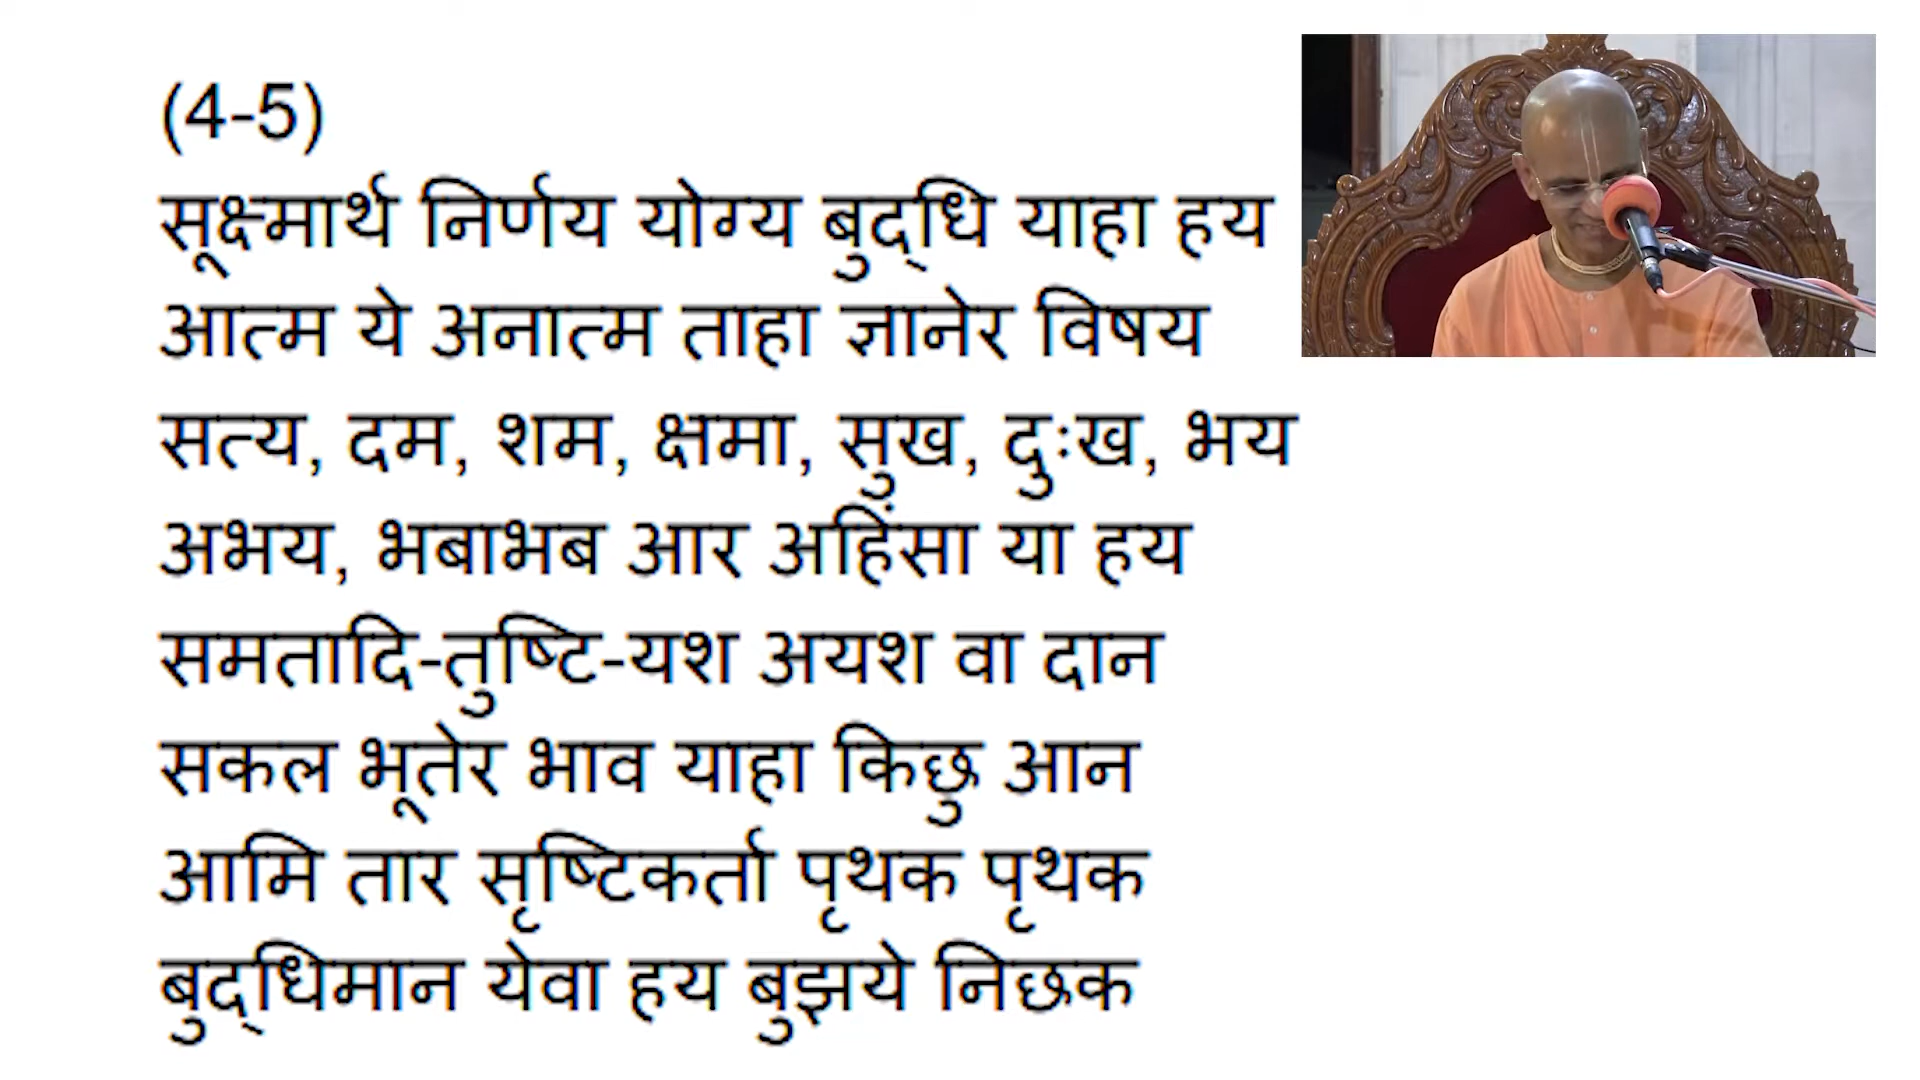 (4-5)
सूक्ष्मार्थ निर्णय योग्य बुद्‌धि याहा हय
आत्म ये अनात्म ताहा ज्ञानेर विषय
सत्य, दम, शम, क्षमा, सुख, दुःख, भय
अभय, भबाभब आर अहिंसा या हय
समतादि-तुष्टि-यश अयश वा दान
सकल भूतेर भाव याहा किछु आन
आमि तार सृष्टिकर्ता पृथक पृथक
बुद्‌धिमान येवा हय बुझये निछक